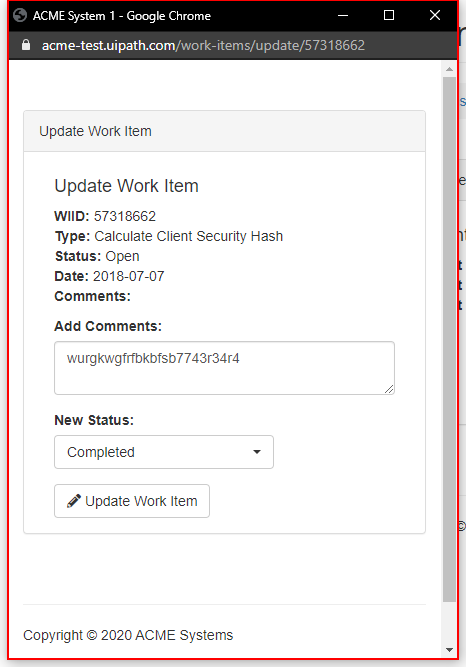 ACME System 1 - Google Chrome
acme-test.uipath.com/work-items/update/57318662
Update Work Item
Update Work Item
WIID: 57318662
Type: Calculate Client Security Hash
Status: Open
Date: 2018-07-07
Comments:
Add Comments:
wurgkwgfrfbkbfsb7743r34r4
New Status:
Completed
Update Work Item
Copyright © 2020 ACME Systems